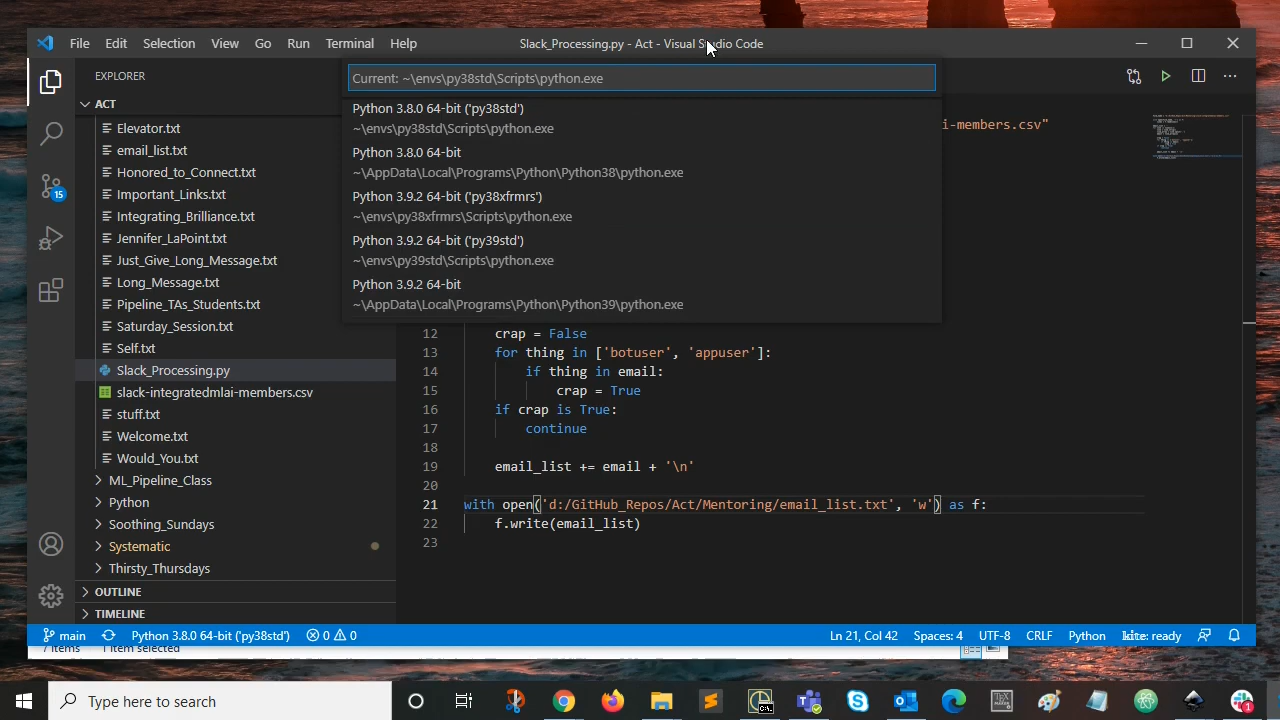 File Edit Selection View Go Run Terminal Help
Slack_Processing.py - Act - Visual Studio Code
EXPLORER
ACT
Elevator.txt
email_list.txt
Honored_to_Connect.txt
Important_Links.txt
Integrating_Brilliance.txt
Jennifer_LaPoint.txt
Just_Give_Long_Message.txt
Long_Message.txt
Pipeline_TAs_Students.txt
Saturday_Session.txt
Self.txt
Slack_Processing.py
slack-integratedmlai-members.csv
stuff.txt
Welcome.txt
Would_You.txt
ML_Pipeline_Class
Python
Soothing_Sundays
Systematic
Thirsty_Thursdays
OUTLINE
TIMELINE
15
Current: ~\envs\py38std\Scripts\python.exe
Python 3.8.0 64-bit ('py38std')
~\envs\py38std\Scripts\python.exe
Python 3.8.0 64-bit
~\AppData\Local\Programs\Python\Python38\python.exe
Python 3.9.2 64-bit ('py38xfrmrs')
~\envs\py38xfrmrs\Scripts\python.exe
Python 3.9.2 64-bit ('py39std')
~\envs\py39std\Scripts\python.exe
Python 3.9.2 64-bit
~\AppData\Local\Programs\Python\Python39\python.exe
i-members.csv"
12 crap = False
13 for thing in ['botuser', 'appuser']:
14 if thing in email:
15 crap = True
16 if crap is True:
17 continue
18
19 email_list += email + '\n'
20
21 with open('d:/GitHub_Repos/Act/Mentoring/email_list.txt', 'w') as f:
22 f.write(email_list)
23
main Python 3.8.0 64-bit ('py38std') 0 0 Ln 21, Col 42 Spaces: 4 UTF-8 CRLF Python kite: ready
7 items 1 item selected
Type here to search